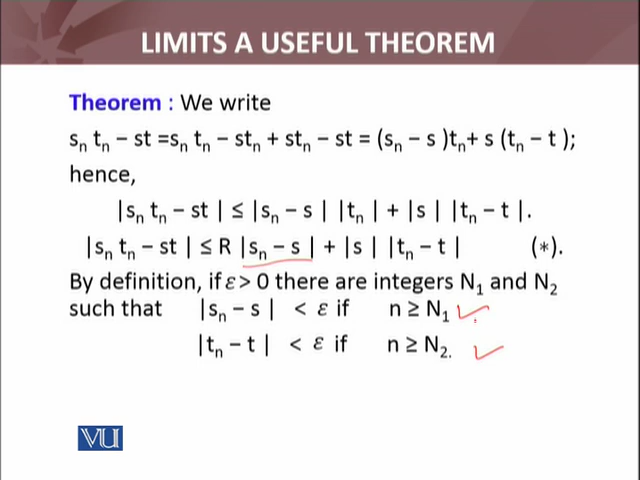 LIMITS A USEFUL THEOREM
Theorem : We write
sₙ tₙ – st =sₙ tₙ – stₙ + stₙ – st = (sₙ – s )tₙ+ s (tₙ – t );
hence,
|sₙ tₙ – st | ≤ |sₙ – s | |tₙ | + |s | |tₙ – t |.
|sₙ tₙ – st | ≤ R |sₙ – s | + |s | |tₙ – t | (*).
By definition, if ε > 0 there are integers N₁ and N₂
such that |sₙ – s | < ε if n ≥ N₁
|tₙ – t | < ε if n ≥ N₂.
VU